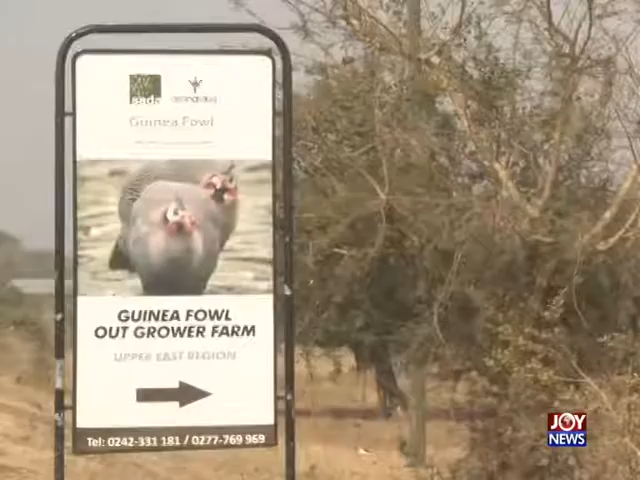 sada
Guinea Fowl
GUINEA FOWL
OUT GROWER FARM
UPPER EAST REGION
Tel: 0242-331 181 / 0277-769 969
JOY
NEWS